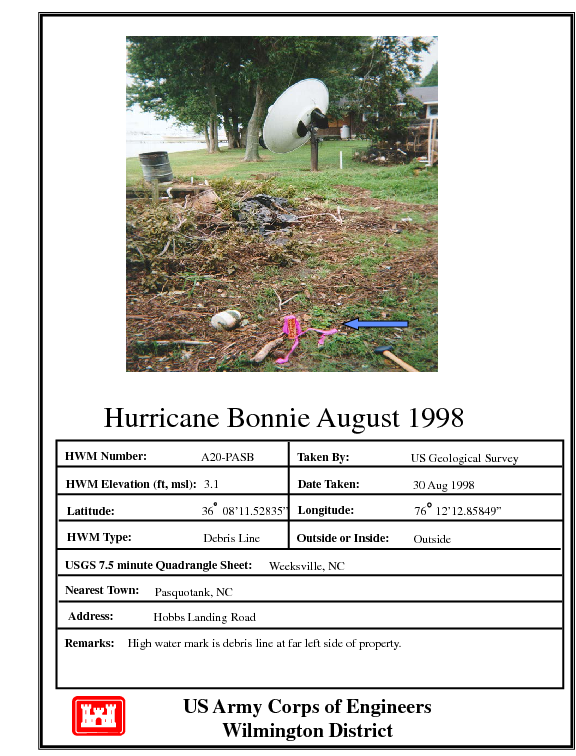 Hurricane Bonnie August 1998
HWM Number: A20-PASB Taken By: US Geological Survey
HWM Elevation (ft, msl): 3.1 Date Taken: 30 Aug 1998
Latitude: 36° 08'11.52835" Longitude: 76° 12'12.85849"
HWM Type: Debris Line Outside or Inside: Outside
USGS 7.5 minute Quadrangle Sheet: Weeksville, NC
Nearest Town: Pasquotank, NC
Address: Hobbs Landing Road
Remarks: High water mark is debris line at far left side of property.
US Army Corps of Engineers
Wilmington District